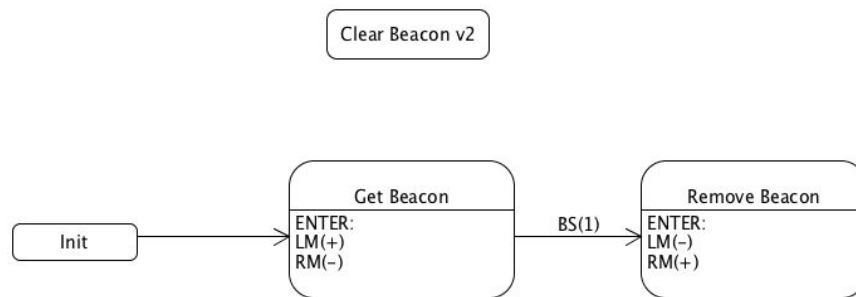 Clear Beacon v2
Init
Get Beacon
ENTER:
LM(+)
RM(−)
BS(1)
Remove Beacon
ENTER:
LM(−)
RM(+)